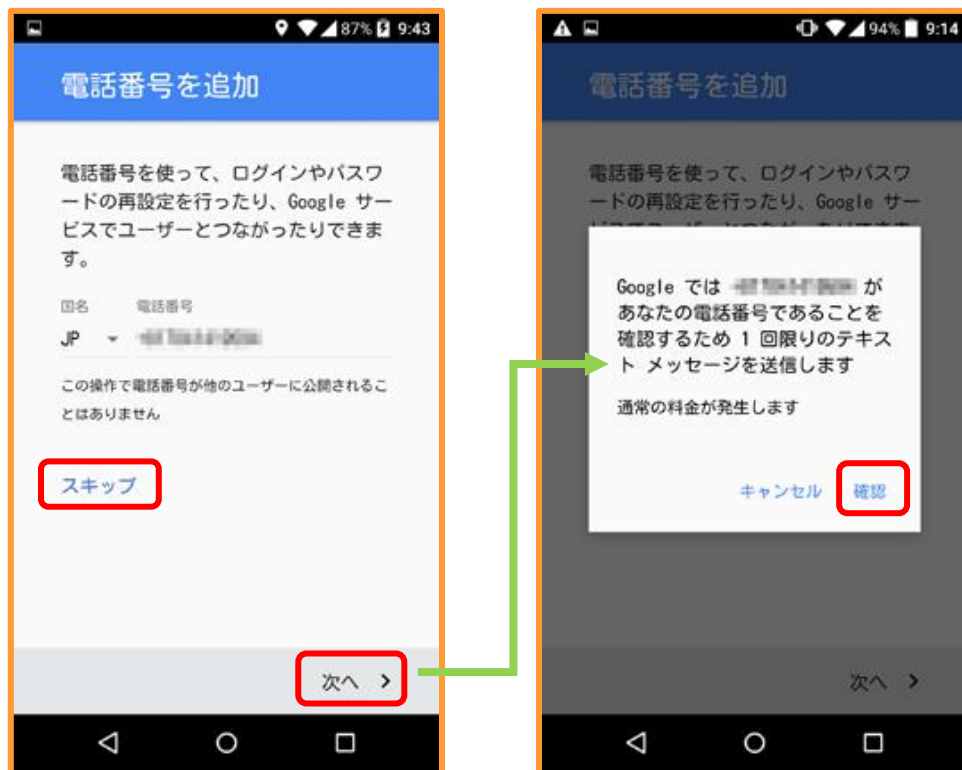 87% 9:43
電話番号を追加
電話番号を使って、ログインやパスワ
ードの再設定を行ったり、Google サー
ビスでユーザーとつながったりできま
す。
国名 電話番号
JP
この操作で電話番号が他のユーザーに公開されるこ
とはありません
スキップ
次へ
94% 9:14
電話番号を追加
電話番号を使って、ログインやパスワ
ードの再設定を行ったり、Google サー
Google では が
あなたの電話番号であることを
確認するため 1 回限りのテキス
ト メッセージを送信します
通常の料金が発生します
キャンセル 確認
次へ